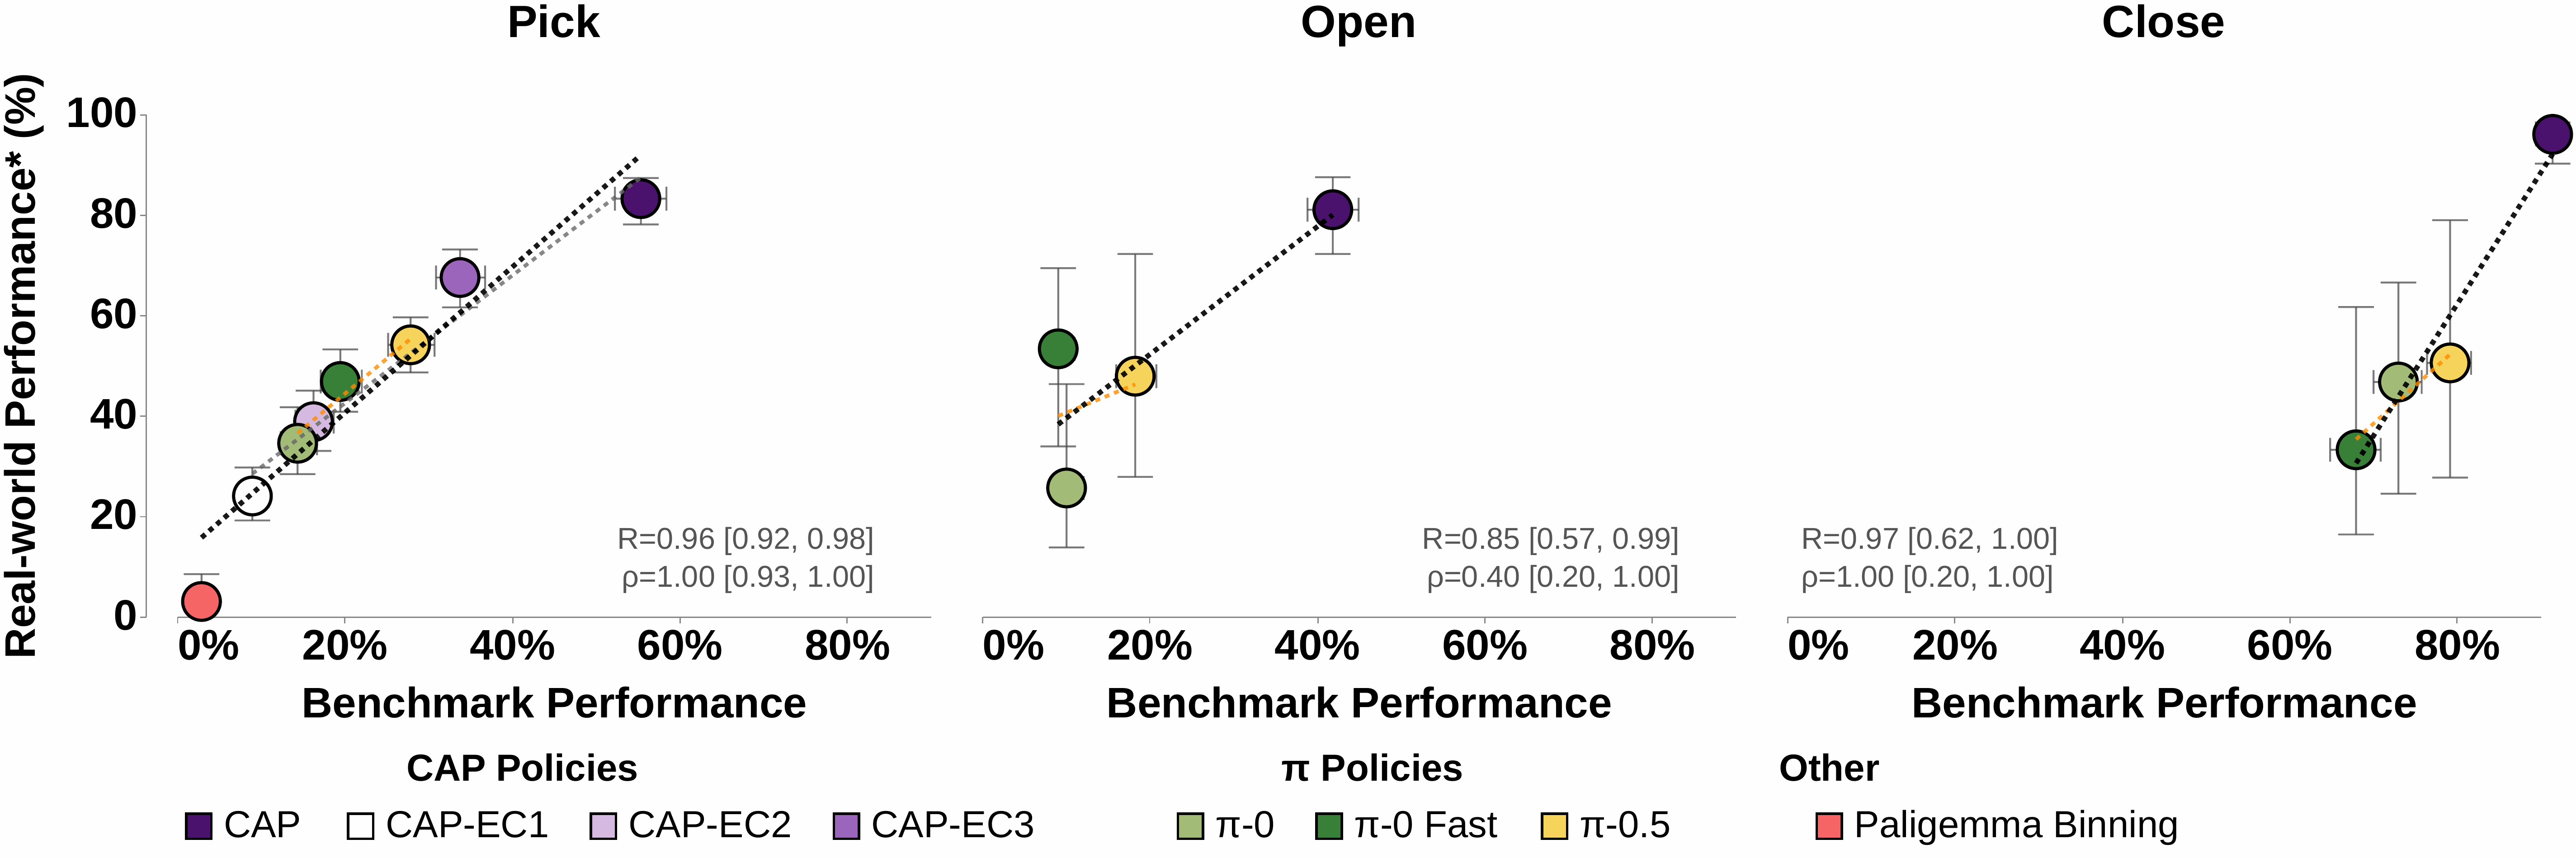 Pick
Open
Close
Real-world Performance* (%)
100
80
60
40
20
0
R=0.96 [0.92, 0.98]
ρ=1.00 [0.93, 1.00]
R=0.85 [0.57, 0.99]
ρ=0.40 [0.20, 1.00]
R=0.97 [0.62, 1.00]
ρ=1.00 [0.20, 1.00]
0% 20% 40% 60% 80%
0% 20% 40% 60% 80%
0% 20% 40% 60% 80%
Benchmark Performance
Benchmark Performance
Benchmark Performance
CAP Policies
CAP CAP-EC1 CAP-EC2 CAP-EC3
π Policies
π-0 π-0 Fast π-0.5
Other
Paligemma Binning